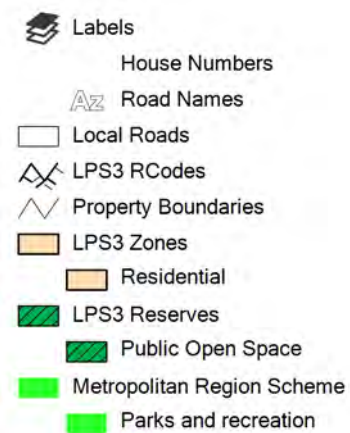 Labels
House Numbers
Az Road Names
Local Roads
LPS3 RCodes
Property Boundaries
LPS3 Zones
Residential
LPS3 Reserves
Public Open Space
Metropolitan Region Scheme
Parks and recreation